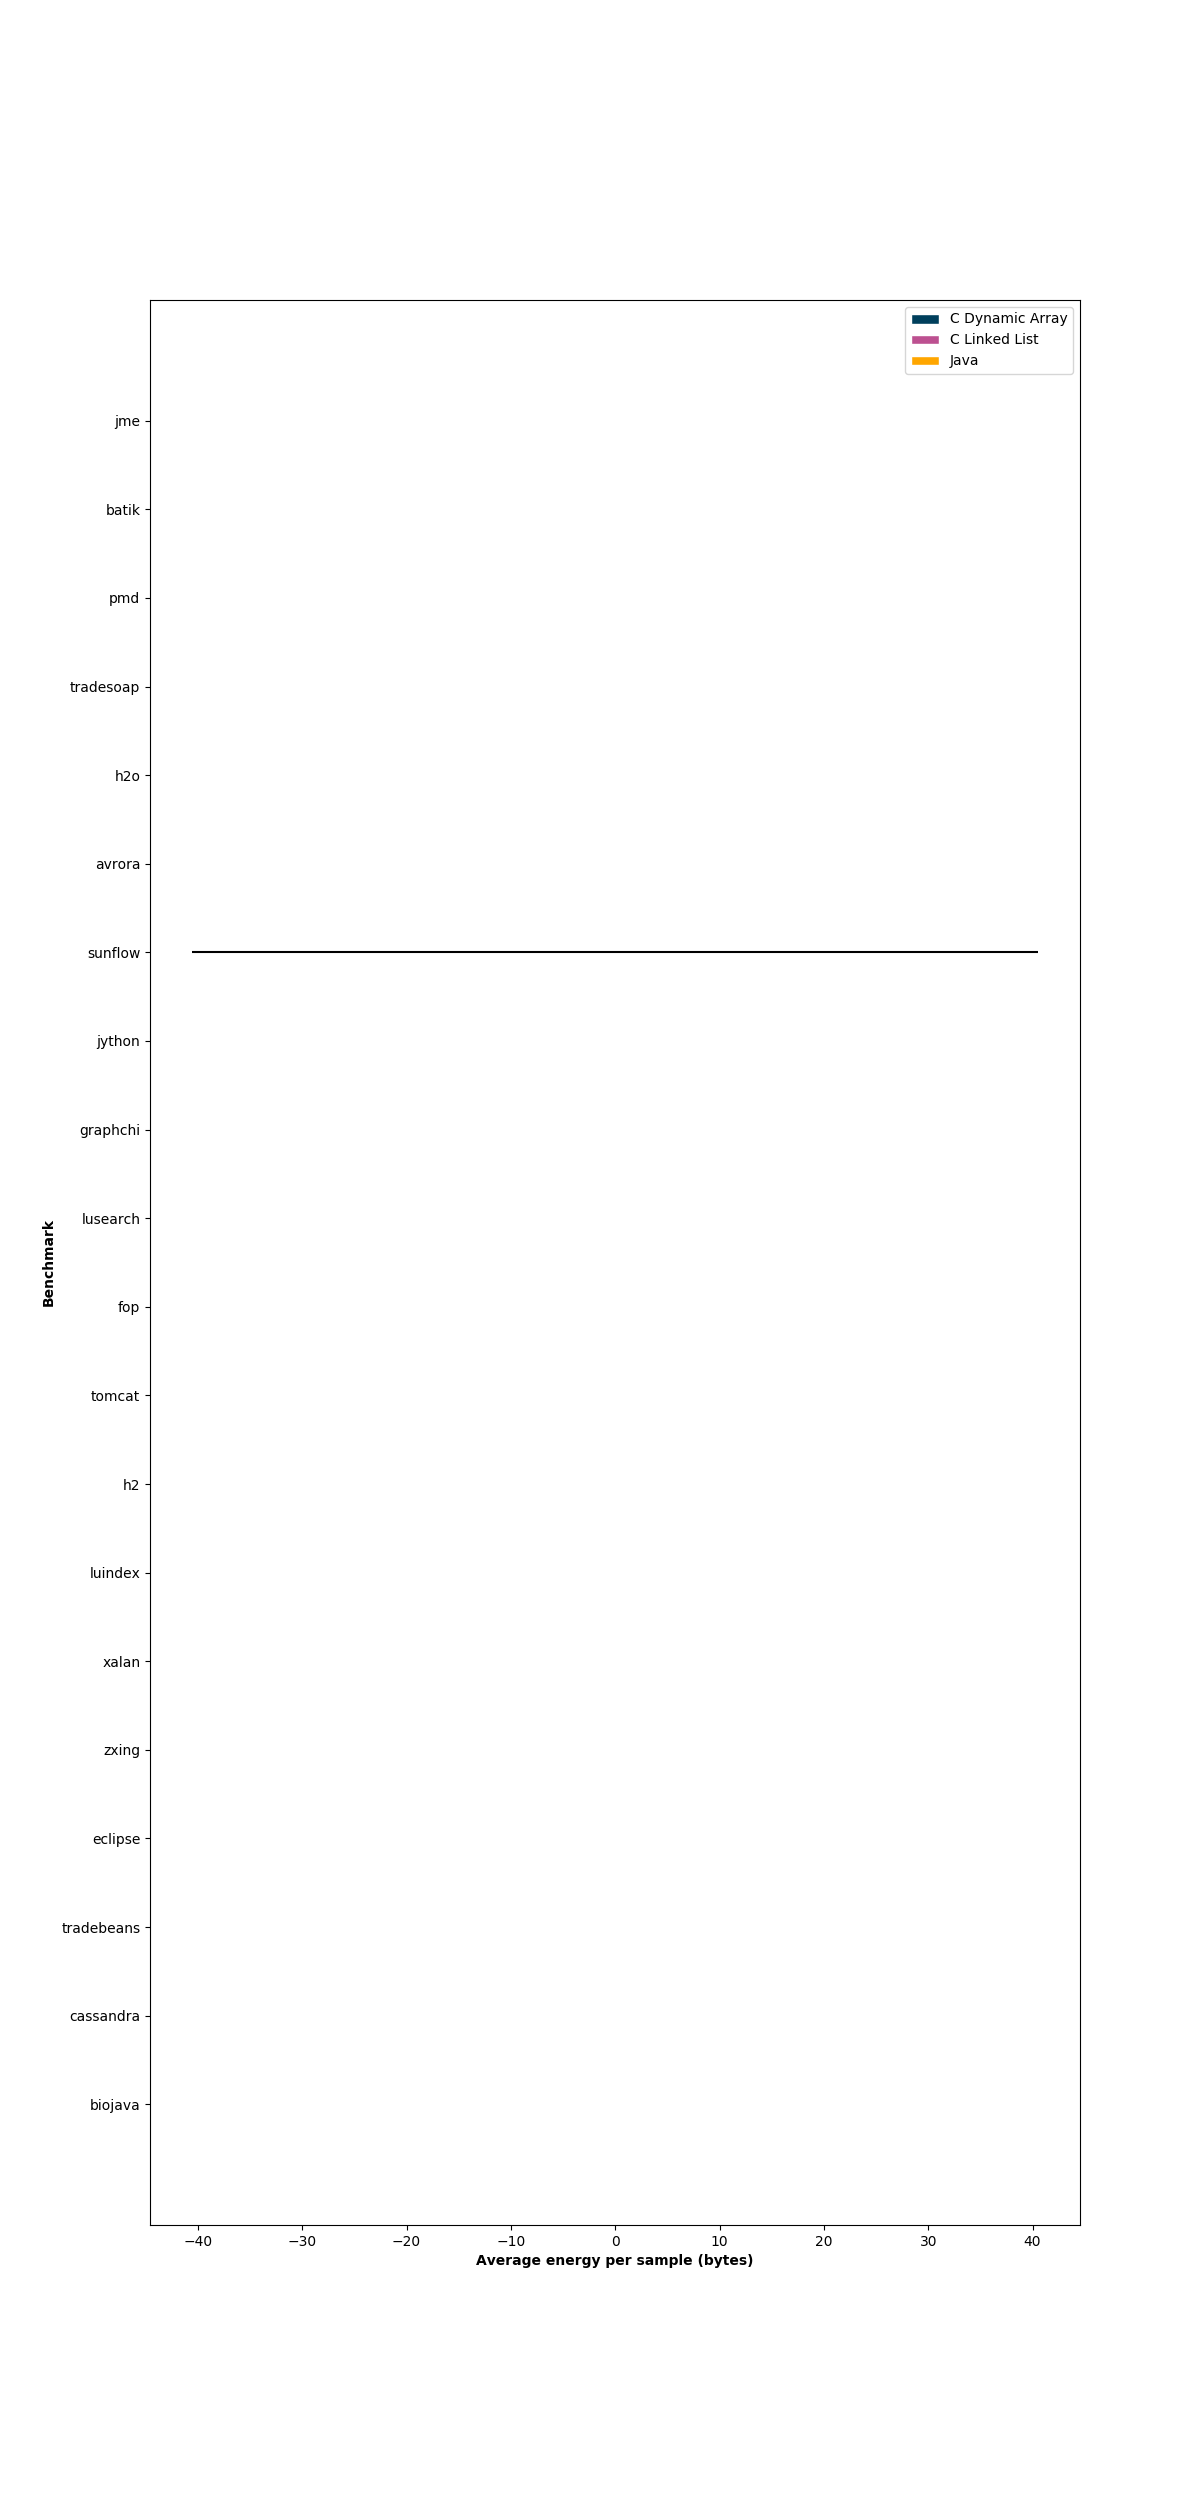 C Dynamic Array
C Linked List
Java
jme
batik
pmd
tradesoap
h2o
avrora
sunflow
jython
graphchi
lusearch
fop
tomcat
h2
luindex
xalan
zxing
eclipse
tradebeans
cassandra
biojava
Benchmark
−40 −30 −20 −10 0 10 20 30 40
Average energy per sample (bytes)